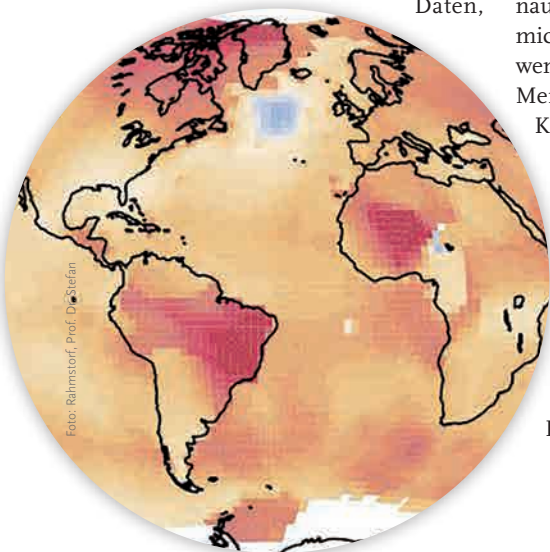 Daten,
nau
mic
wer
Me
K
Foto: Rahmstorf, Prof. Dr. Stefan